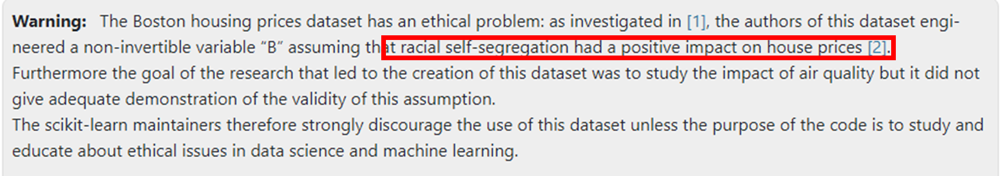 Warning: The Boston housing prices dataset has an ethical problem: as investigated in [1], the authors of this dataset engi-
neered a non-invertible variable “B” assuming that racial self-segregation had a positive impact on house prices [2].
Furthermore the goal of the research that led to the creation of this dataset was to study the impact of air quality but it did not
give adequate demonstration of the validity of this assumption.
The scikit-learn maintainers therefore strongly discourage the use of this dataset unless the purpose of the code is to study and
educate about ethical issues in data science and machine learning.